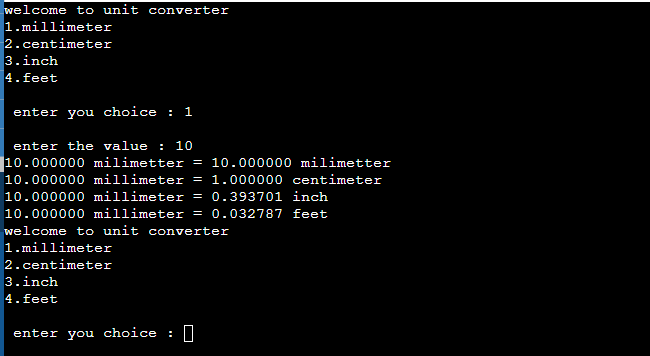 welcome to unit converter
1.millimeter
2.centimeter
3.inch
4.feet
enter you choice : 1
enter the value : 10
10.000000 milimetter = 10.000000 milimetter
10.000000 millimeter = 1.000000 centimeter
10.000000 millimeter = 0.393701 inch
10.000000 millimeter = 0.032787 feet
welcome to unit converter
1.millimeter
2.centimeter
3.inch
4.feet
enter you choice :